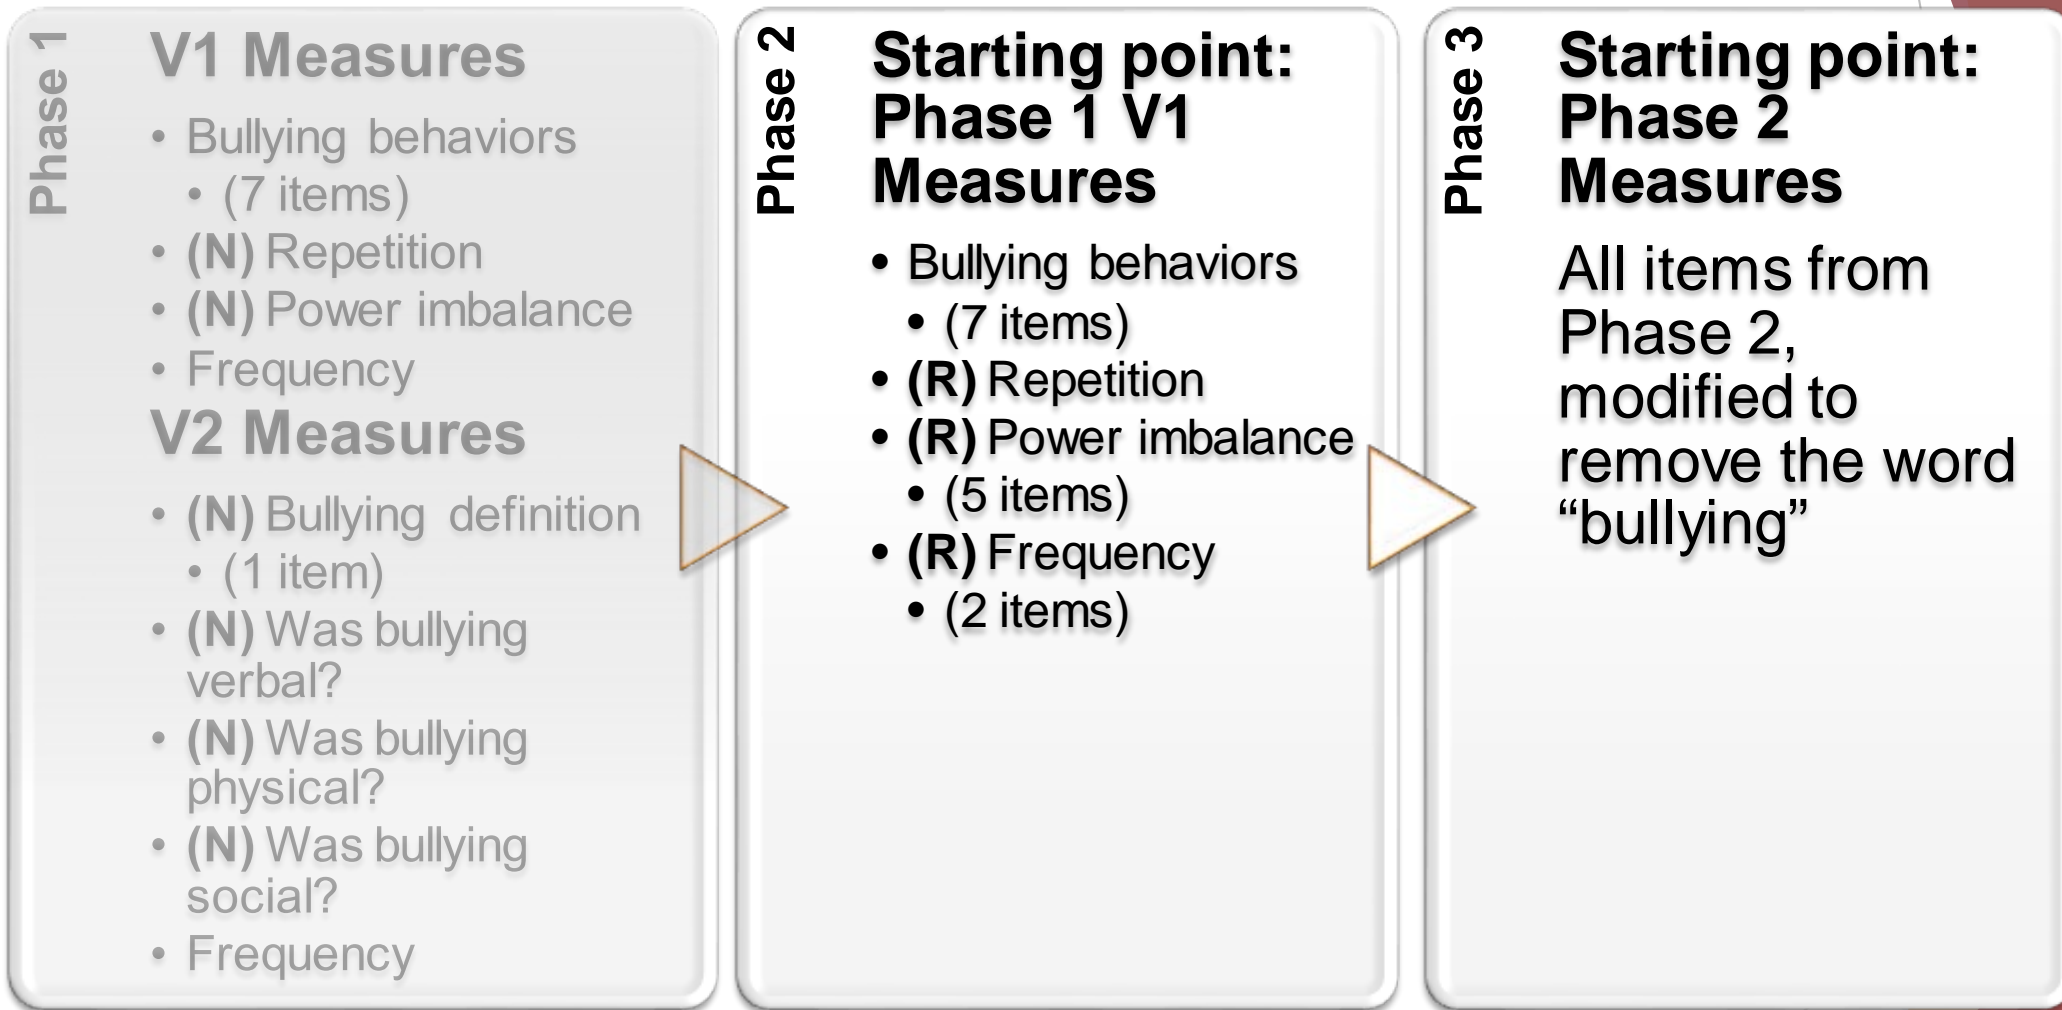 Phase 1
V1 Measures
• Bullying behaviors
• (7 items)
• (N) Repetition
• (N) Power imbalance
• Frequency
V2 Measures
• (N) Bullying definition
• (1 item)
• (N) Was bullying
verbal?
• (N) Was bullying
physical?
• (N) Was bullying
social?
• Frequency
Phase 2
Starting point:
Phase 1 V1
Measures
• Bullying behaviors
• (7 items)
• (R) Repetition
• (R) Power imbalance
• (5 items)
• (R) Frequency
• (2 items)
Phase 3
Starting point:
Phase 2
Measures
All items from
Phase 2,
modified to
remove the word
“bullying”